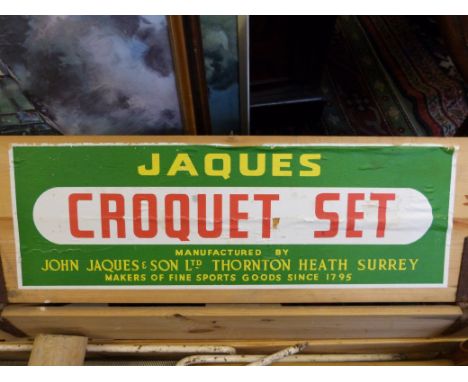 JAQUES
CROQUET SET
MANUFACTURED BY
JOHN JAQUES & SON LTD THORNTON HEATH SURREY
MAKERS OF FINE SPORTS GOODS SINCE 1795